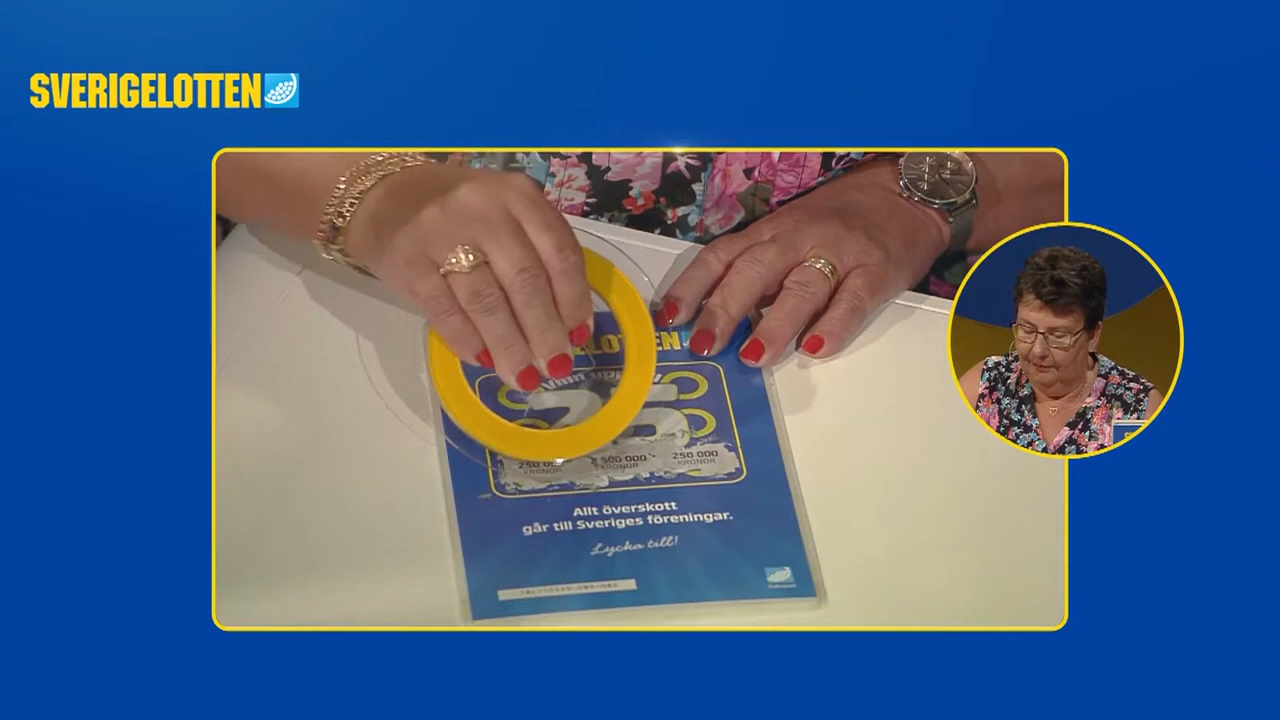 SVERIGELOTTEN
LOTTEN
250 000 2 500 000 250 000
KRONOR KRONOR KRONOR
Allt överskott
går till Sveriges föreningar.
Lycka till!